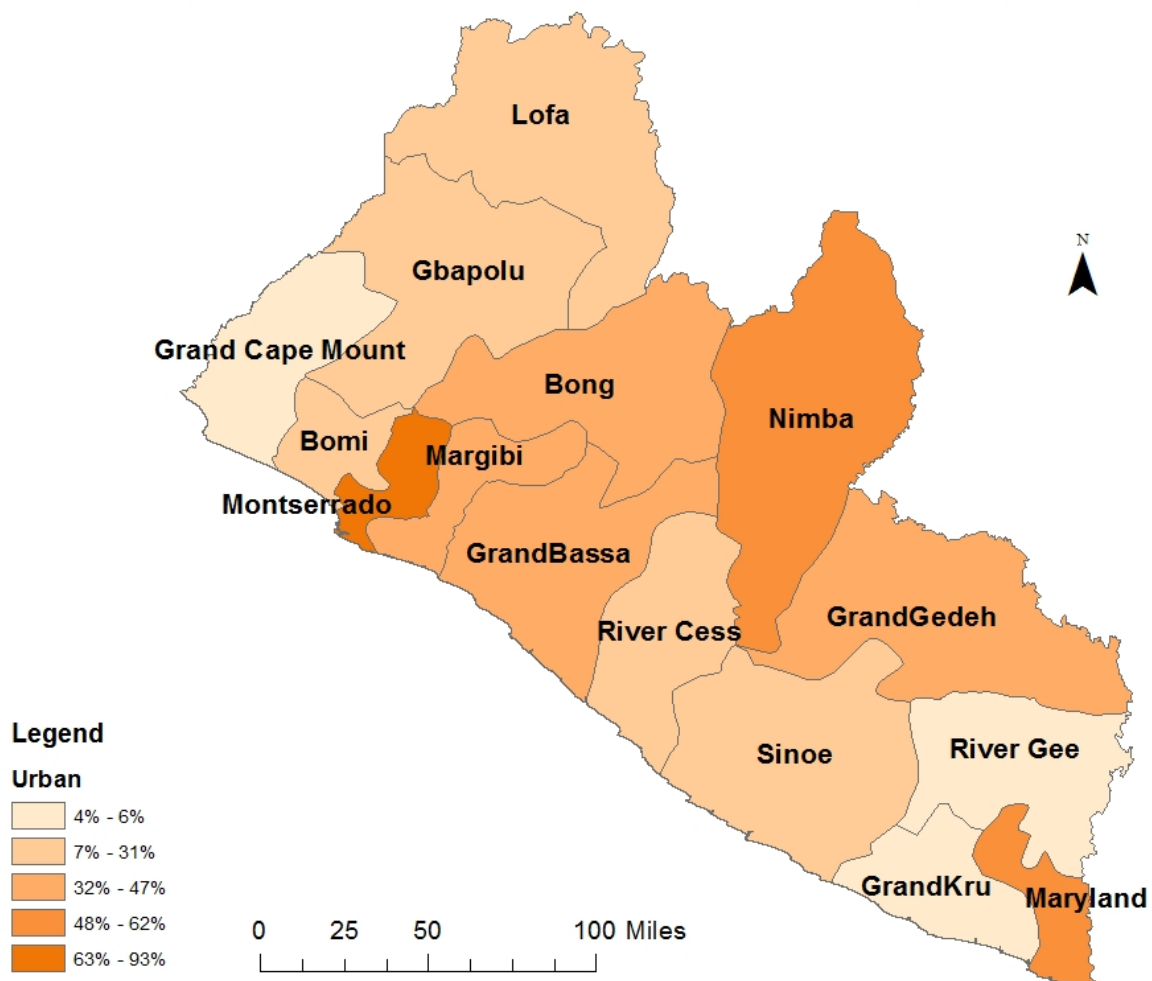 Lofa
N
Gbapolu
Grand Cape Mount
Bong
Nimba
Bomi
Margibi
Montserrado
GrandBassa
GrandGedeh
River Cess
Sinoe
River Gee
GrandKru
Maryland
Legend
Urban
4% - 6%
7% - 31%
32% - 47%
48% - 62%
63% - 93%
0 25 50 100 Miles